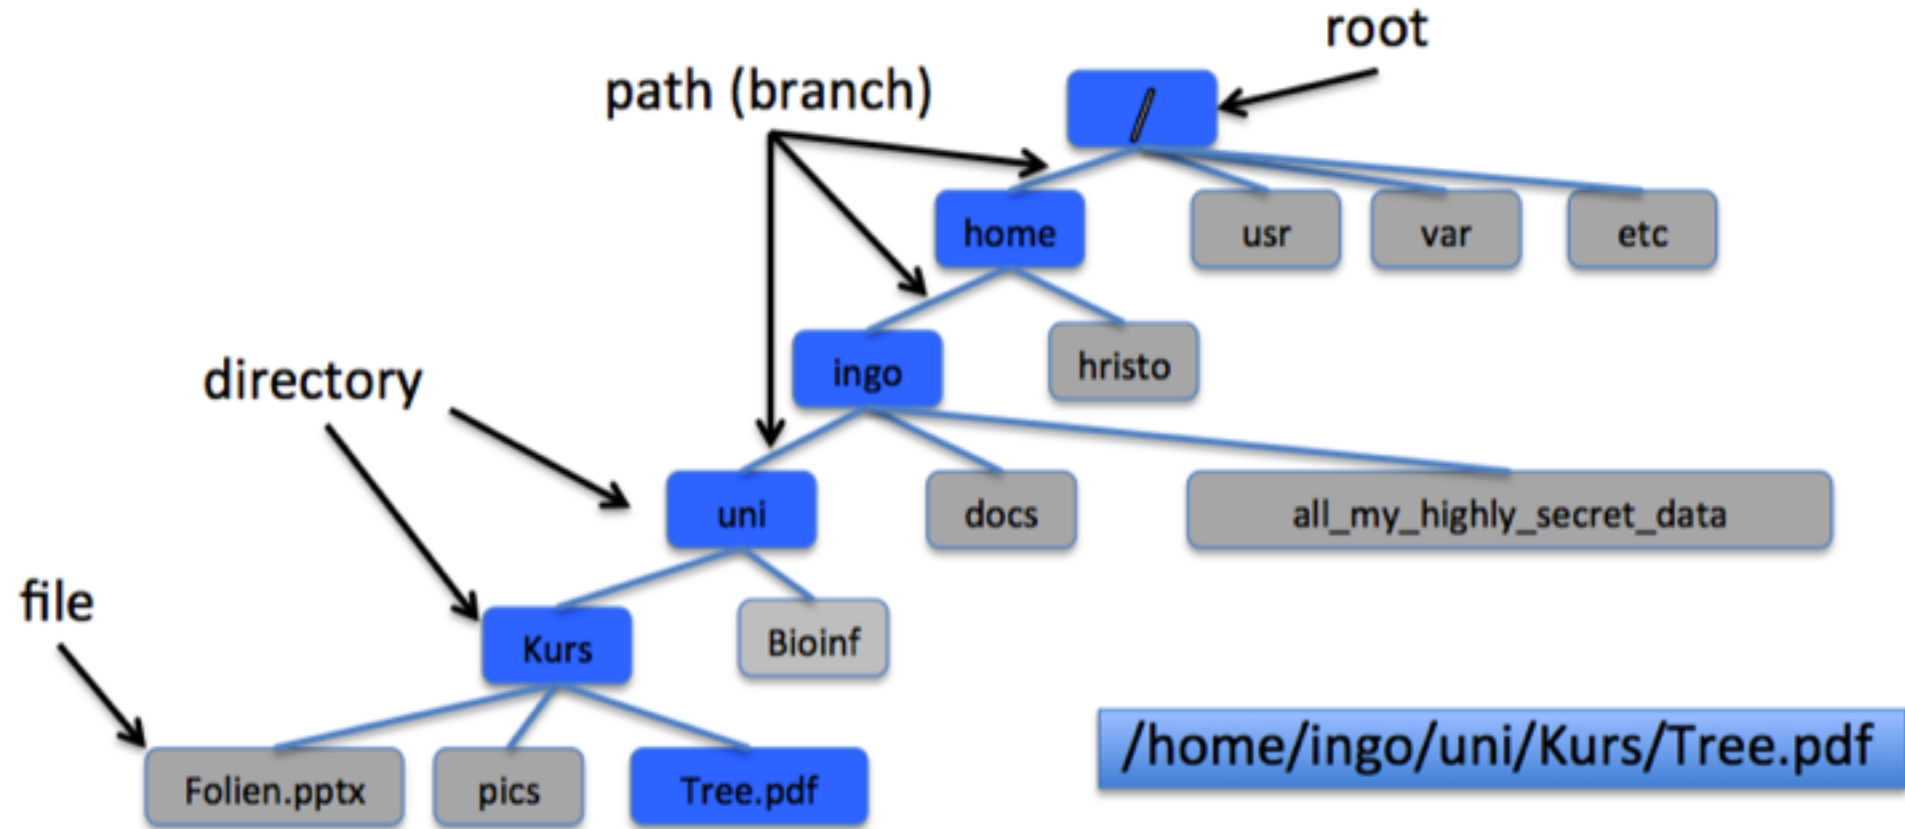 root
path (branch)
/
home
usr
var
etc
ingo
hristo
directory
uni
docs
all_my_highly_secret_data
file
Kurs
Bioinf
/home/ingo/uni/Kurs/Tree.pdf
Folien.pptx
pics
Tree.pdf